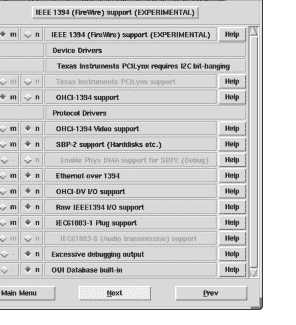 IEEE 1394 (FireWire) support (EXPERIMENTAL)
m n IEEE 1394 (FireWire) support (EXPERIMENTAL) Help
Device Drivers
Texas Instruments PCILynx requires I2C bit-banging
m n Texas Instruments PCILynx support Help
m n OHCI-1394 support Help
Protocol Drivers
m n OHCI-1394 Video support Help
m n SBP-2 support (Harddisks etc.) Help
n Enable Phys DMA support for SBP2 (Debug) Help
m n Ethernet over 1394 Help
m n OHCI-DV I/O support Help
m n Raw IEEE1394 I/O support Help
m n IEC61883-1 Plug support Help
m n IEC61883-6 (Audio transmission) support Help
n Excessive debugging output Help
n OUI Database built-in Help
Main Menu Next Prev